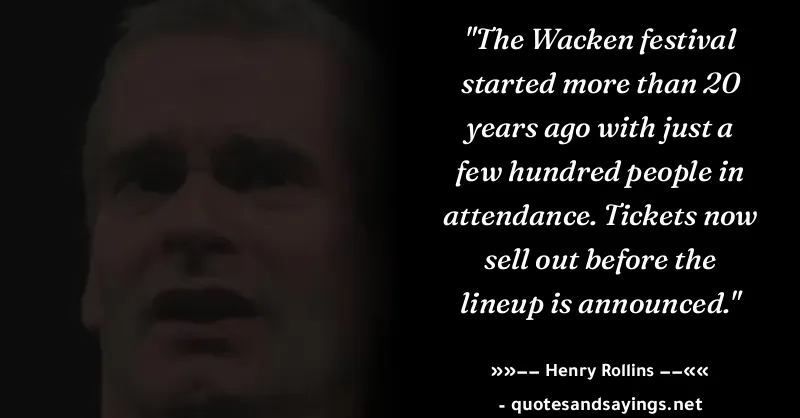 "The Wacken festival
started more than 20
years ago with just a
few hundred people in
attendance. Tickets now
sell out before the
lineup is announced."
»»−− Henry Rollins −−««
- quotesandsayings.net